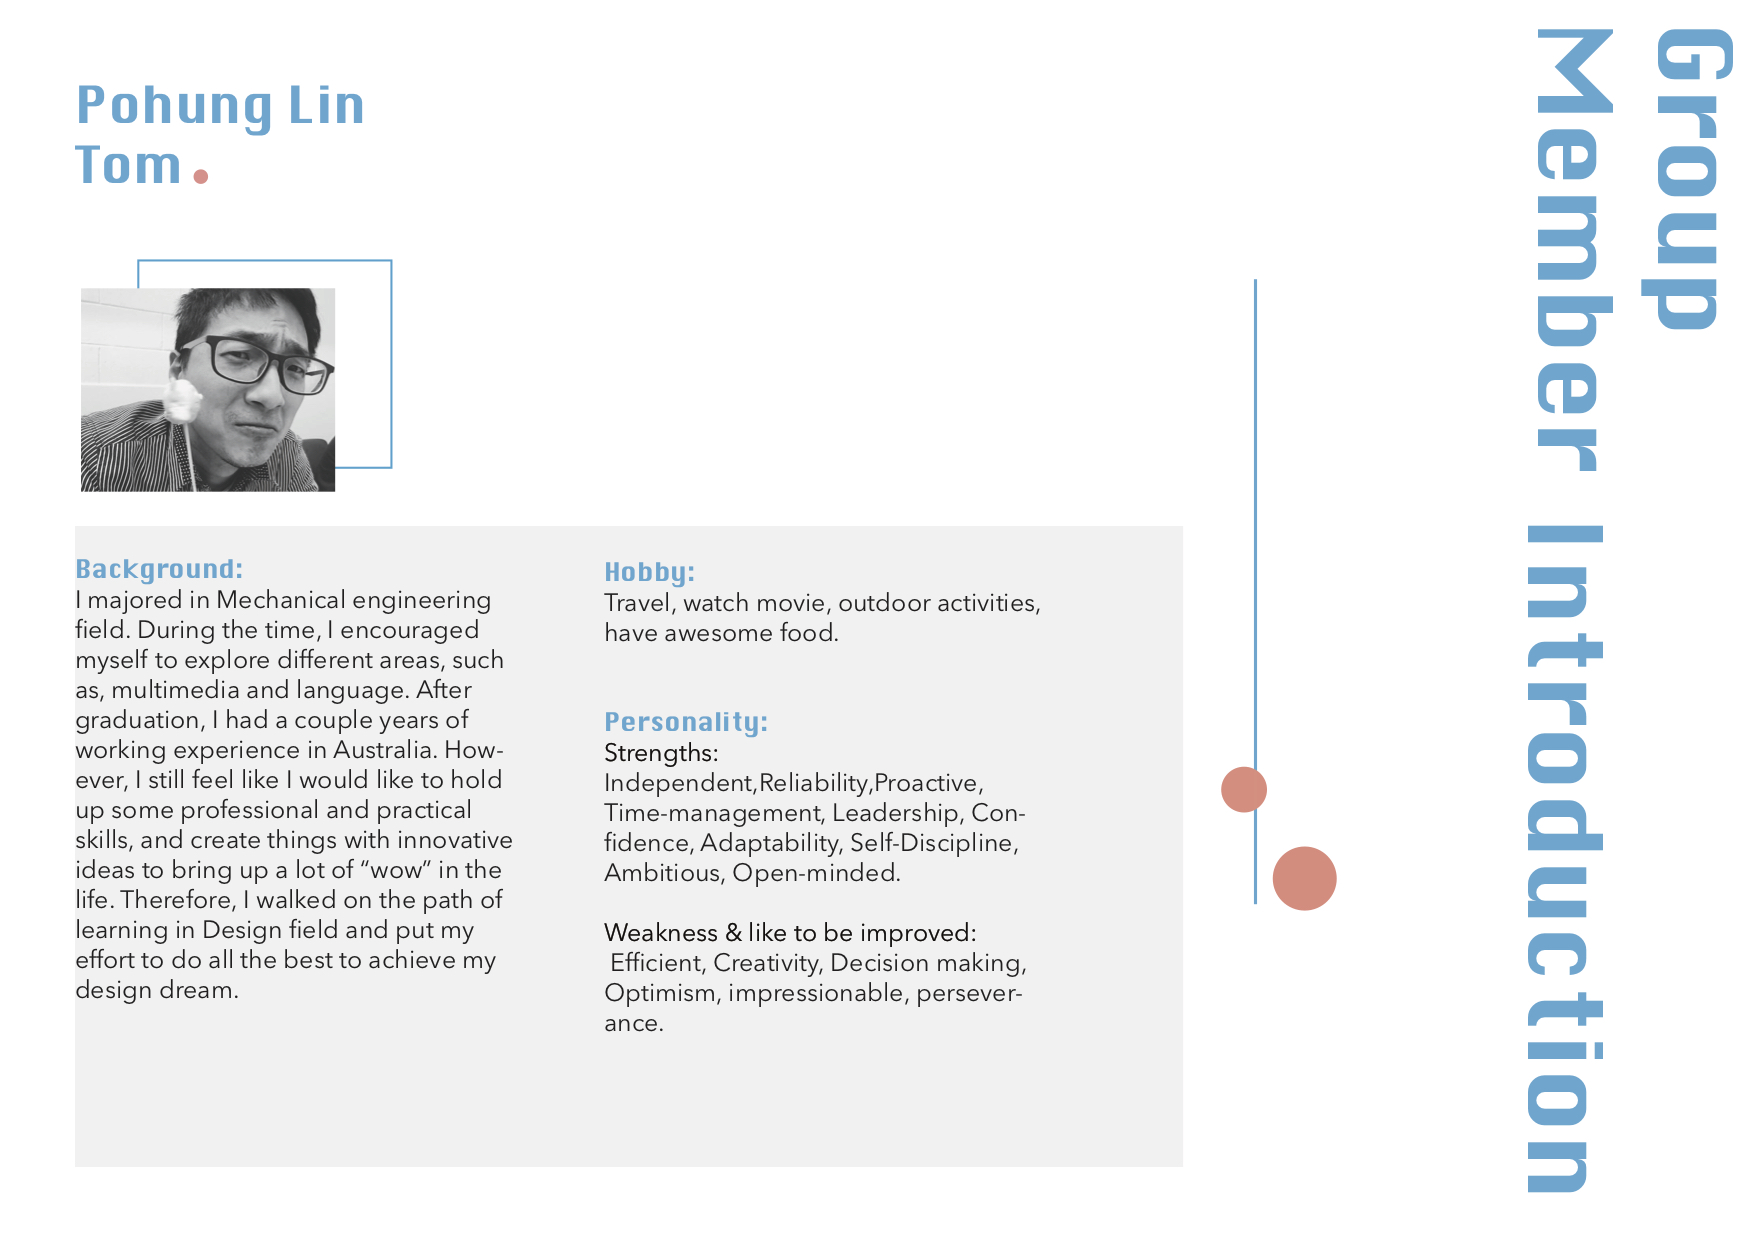 Pohung Lin
Tom
Background:
I majored in Mechanical engineering
field. During the time, I encouraged
myself to explore different areas, such
as, multimedia and language. After
graduation, I had a couple years of
working experience in Australia. How-
ever, I still feel like I would like to hold
up some professional and practical
skills, and create things with innovative
ideas to bring up a lot of “wow” in the
life. Therefore, I walked on the path of
learning in Design field and put my
effort to do all the best to achieve my
design dream.
Hobby:
Travel, watch movie, outdoor activities,
have awesome food.
Personality:
Strengths:
Independent,Reliability,Proactive,
Time-management, Leadership, Con-
fidence, Adaptability, Self-Discipline,
Ambitious, Open-minded.
Weakness & like to be improved:
Efficient, Creativity, Decision making,
Optimism, impressionable, persever-
ance.
Group
Member Introduction